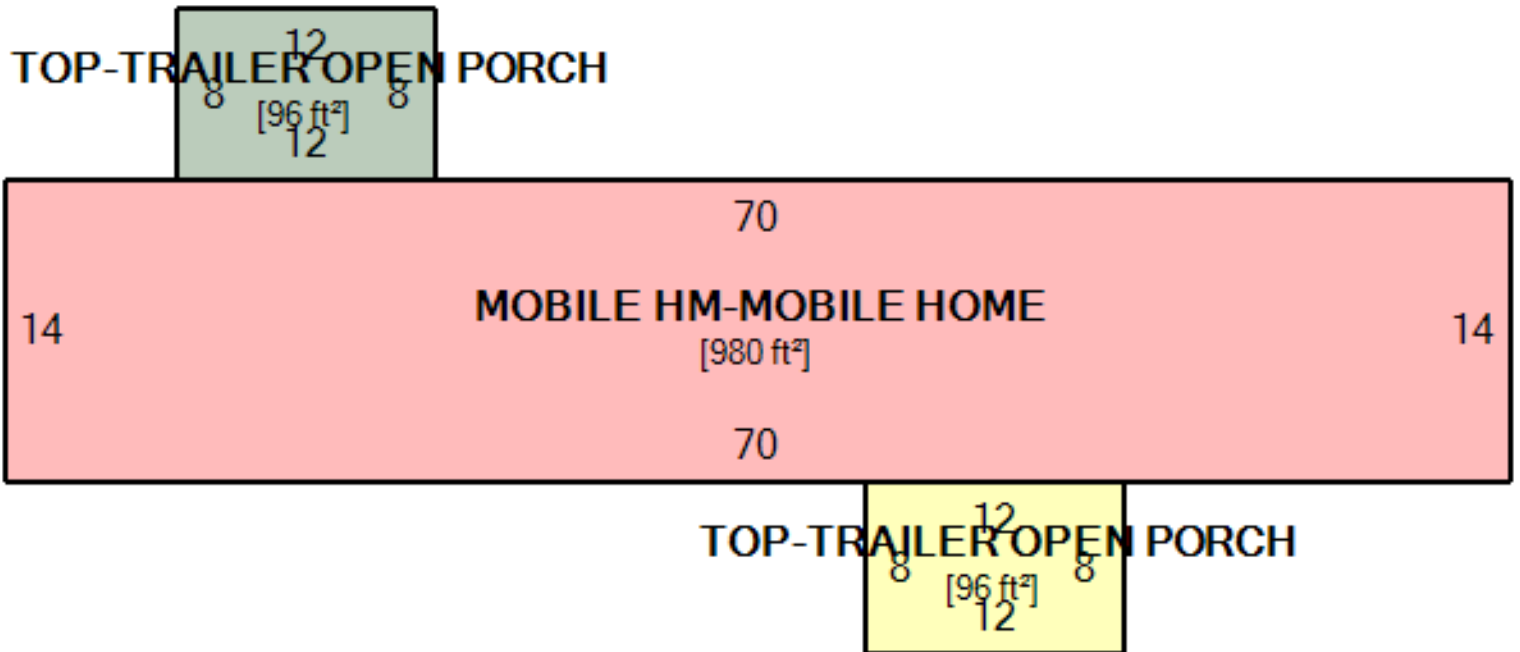 12
TOP-TRAILER OPEN PORCH
8 8
[96 ft²]
12
70
MOBILE HM-MOBILE HOME
14 14
[980 ft²]
70
12
TOP-TRAILER OPEN PORCH
8 8
[96 ft²]
12